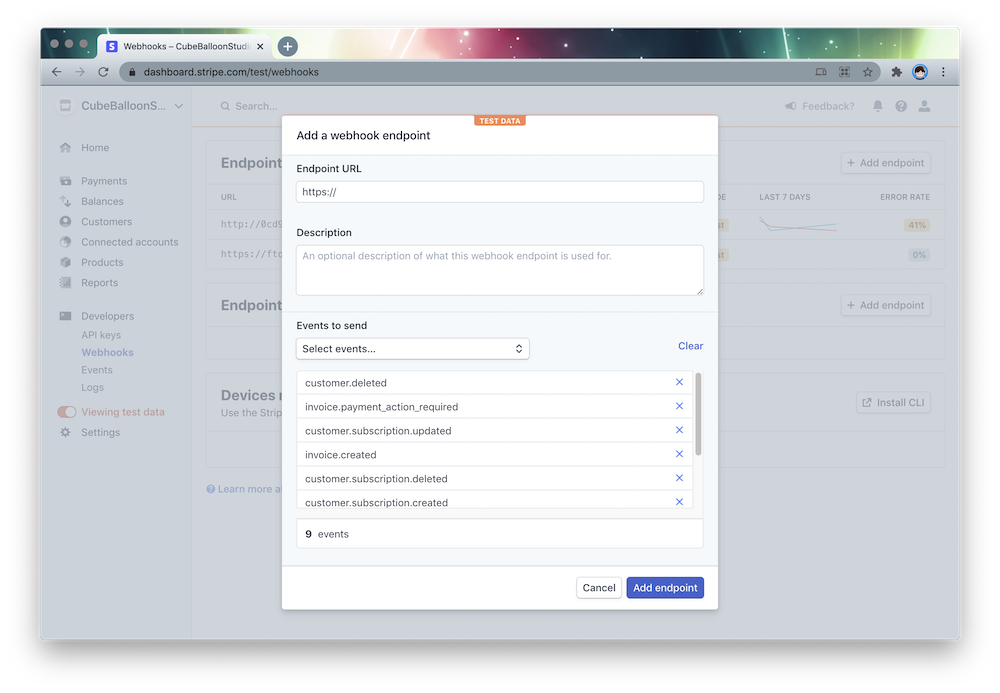 Webhooks – CubeBalloonStudi
dashboard.stripe.com/test/webhooks
CubeBalloonS...
Search...
Feedback?
Home
Payments
Balances
Customers
Connected accounts
Products
Reports
Developers
API keys
Webhooks
Events
Logs
Viewing test data
Settings
Endpoint
Add endpoint
URL
DE
LAST 7 DAYS
ERROR RATE
http://0cd9
st
41%
https://ftc
st
0%
Endpoint
Add endpoint
Devices
Use the Strip
Install CLI
Learn more a
TEST DATA
Add a webhook endpoint
Endpoint URL
https://
Description
An optional description of what this webhook endpoint is used for.
Events to send
Select events...
Clear
customer.deleted
invoice.payment_action_required
customer.subscription.updated
invoice.created
customer.subscription.deleted
customer.subscription.created
9 events
Cancel
Add endpoint